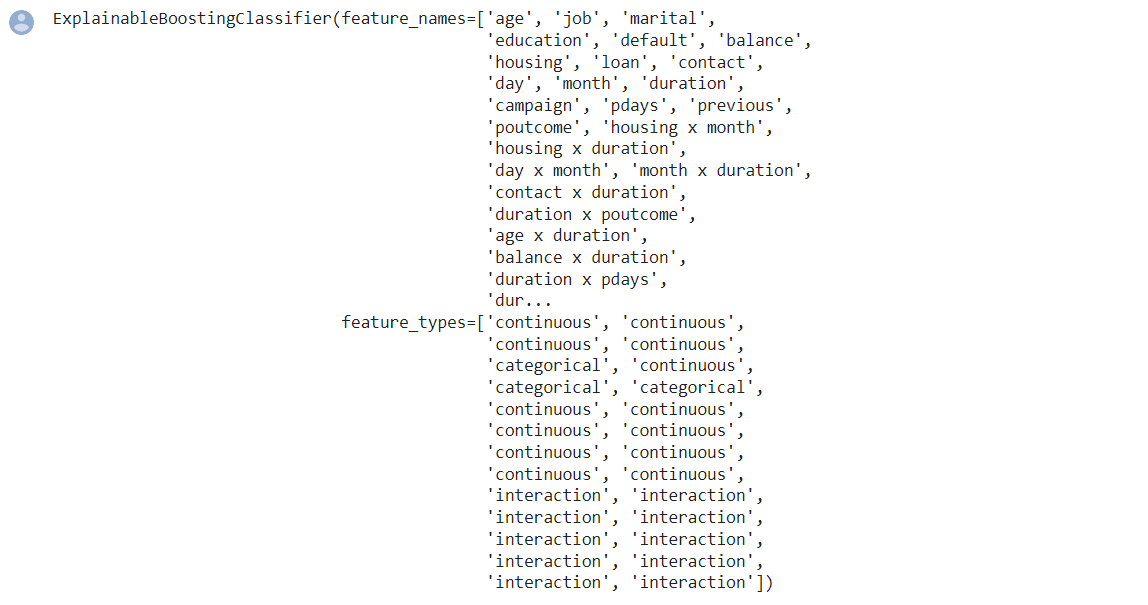 ExplainableBoostingClassifier(feature_names=['age', 'job', 'marital',
'education', 'default', 'balance',
'housing', 'loan', 'contact',
'day', 'month', 'duration',
'campaign', 'pdays', 'previous',
'poutcome', 'housing x month',
'housing x duration',
'day x month', 'month x duration',
'contact x duration',
'duration x poutcome',
'age x duration',
'balance x duration',
'duration x pdays',
'dur...
feature_types=['continuous', 'continuous',
'continuous', 'continuous',
'categorical', 'continuous',
'categorical', 'categorical',
'continuous', 'continuous',
'continuous', 'continuous',
'continuous', 'continuous',
'continuous', 'continuous',
'interaction', 'interaction',
'interaction', 'interaction',
'interaction', 'interaction',
'interaction', 'interaction',
'interaction', 'interaction'])